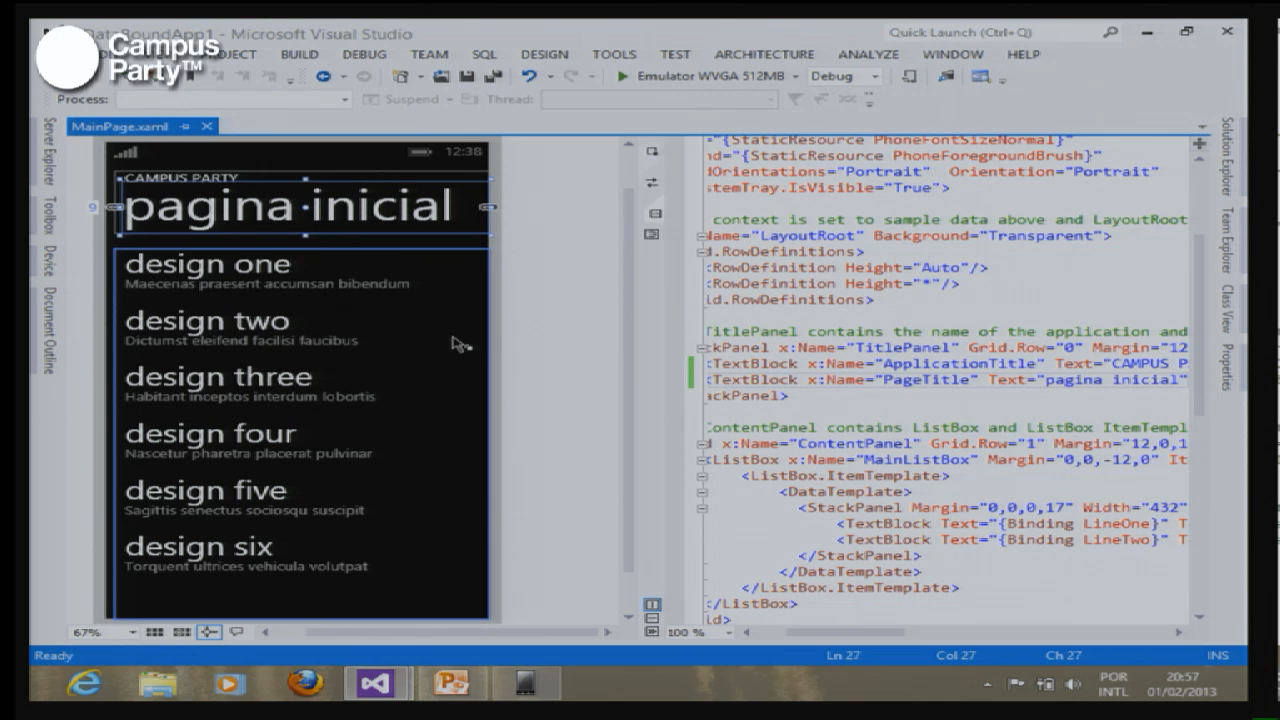 Campus
Party™
DataBoundApp1 - Microsoft Visual Studio
Quick Launch (Ctrl+Q)
PROJECT BUILD DEBUG TEAM SQL DESIGN TOOLS TEST ARCHITECTURE ANALYZE WINDOW HELP
Emulator WVGA 512MB Debug
Process: Suspend Thread:
MainPage.xaml
Server Explorer
Toolbox
Device
Document Outline
12:38
CAMPUS PARTY
9
pagina inicial
design one
Maecenas praesent accumsan bibendum
design two
Dictumst eleifend facilisi faucibus
design three
Habitant inceptos interdum lobortis
design four
Nascetur pharetra placerat pulvinar
design five
Sagittis senectus sociosqu suscipit
design six
Torquent ultrices vehicula volutpat
67%
="{StaticResource PhoneFontSizeNormal}"
nd="{StaticResource PhoneForegroundBrush}"
dOrientations="Portrait" Orientation="Portrait"
stemTray.IsVisible="True">
context is set to sample data above and LayoutRoot
Name="LayoutRoot" Background="Transparent">
d.RowDefinitions>
<RowDefinition Height="Auto"/>
<RowDefinition Height="*"/>
id.RowDefinitions>
TitlePanel contains the name of the application and
ckPanel x:Name="TitlePanel" Grid.Row="0" Margin="12
<TextBlock x:Name="ApplicationTitle" Text="CAMPUS P
<TextBlock x:Name="PageTitle" Text="pagina inicial"
ackPanel>
ContentPanel contains ListBox and ListBox ItemTempl
d x:Name="ContentPanel" Grid.Row="1" Margin="12,0,1
<ListBox x:Name="MainListBox" Margin="0,0,-12,0" It
<ListBox.ItemTemplate>
<DataTemplate>
<StackPanel Margin="0,0,0,17" Width="432"
<TextBlock Text="{Binding LineOne}" T
<TextBlock Text="{Binding LineTwo}" T
</StackPanel>
</DataTemplate>
</ListBox.ItemTemplate>
</ListBox>
id>
100 %
Solution Explorer
Team Explorer
Class View
Properties
Ready Ln 27 Col 27 Ch 27 INS
POR
INTL
20:57
01/02/2013